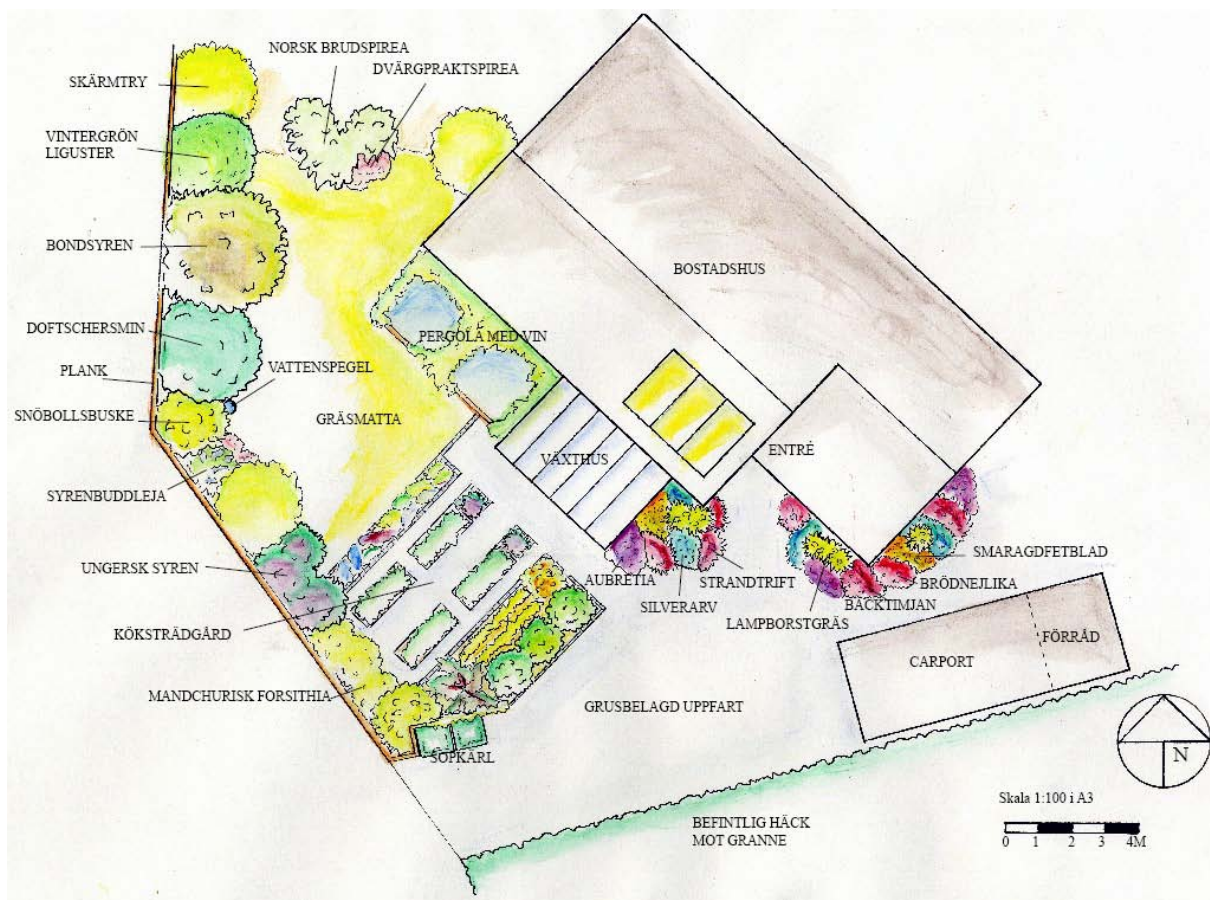 NORSK BRUDSPIREA
DVÄRGPRAKTSPIREA
SKÄRMTRY
VINTERGRÖN
LIGUSTER
BONDSYREN
BOSTADSHUS
DOFTSCHERSMIN
PERGOLA MED VIN
PLANK
VATTENSPEGEL
SNÖBOLLSBUSKE
GRÄSMATTA
VÄXTHUS
ENTRÉ
SYRENBUDDLEJA
UNGERSK SYREN
AUBRETIA
STRANDTRIFT
SMARAGDFETBLAD
SILVERARV
BRÖDNEJLIKA
BACKTIMJAN
LAMPBORSTGRÄS
KÖKSTRÄDGÅRD
FÖRRÅD
CARPORT
MANDCHURISK FORSITHIA
GRUSBELAGD UPPFART
SOPKÄRL
N
Skala 1:100 i A3
0 1 2 3 4M
BEFINTLIG HÄCK
MOT GRANNE